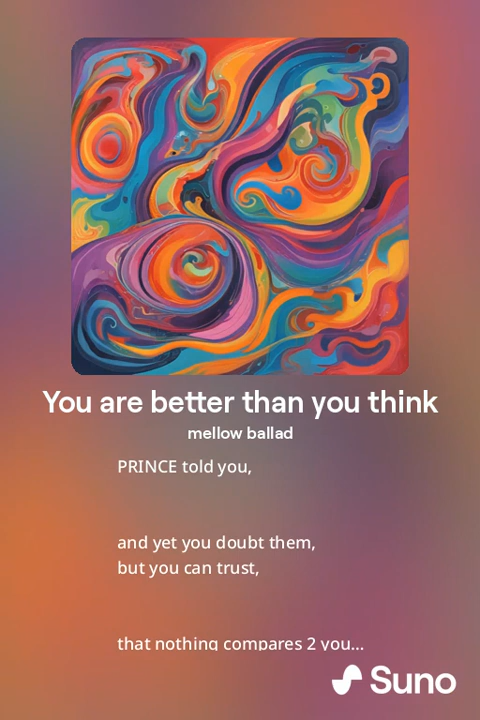 You are better than you think
mellow ballad
PRINCE told you,
and yet you doubt them,
but you can trust,
that nothing compares 2 you...
Suno